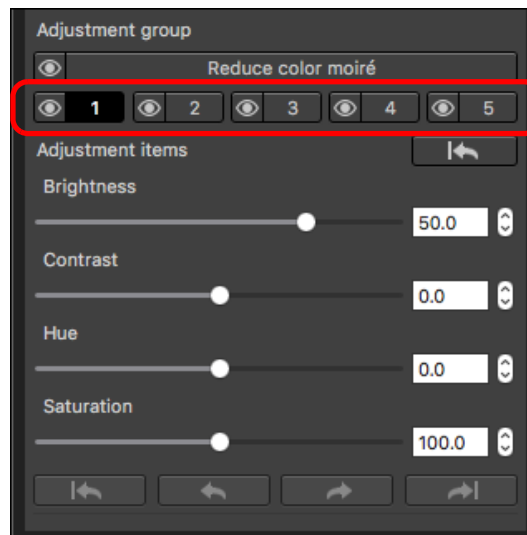 Adjustment group
Reduce color moiré
1 2 3 4 5
Adjustment items
Brightness
50.0
Contrast
0.0
Hue
0.0
Saturation
100.0